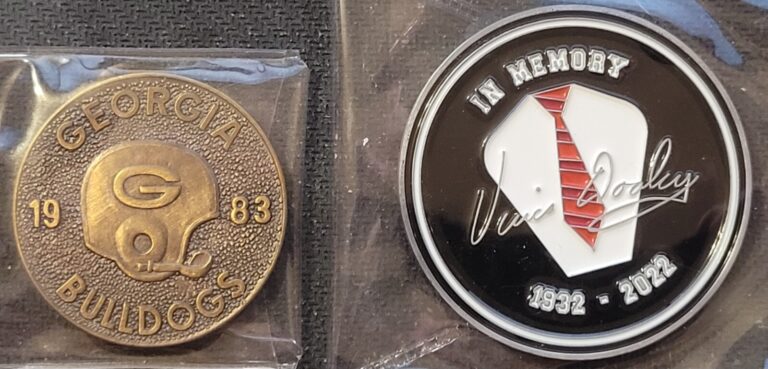 GEORGIA
G
19 83
BULLDOGS
IN MEMORY
Vince Dooley
1932 - 2022